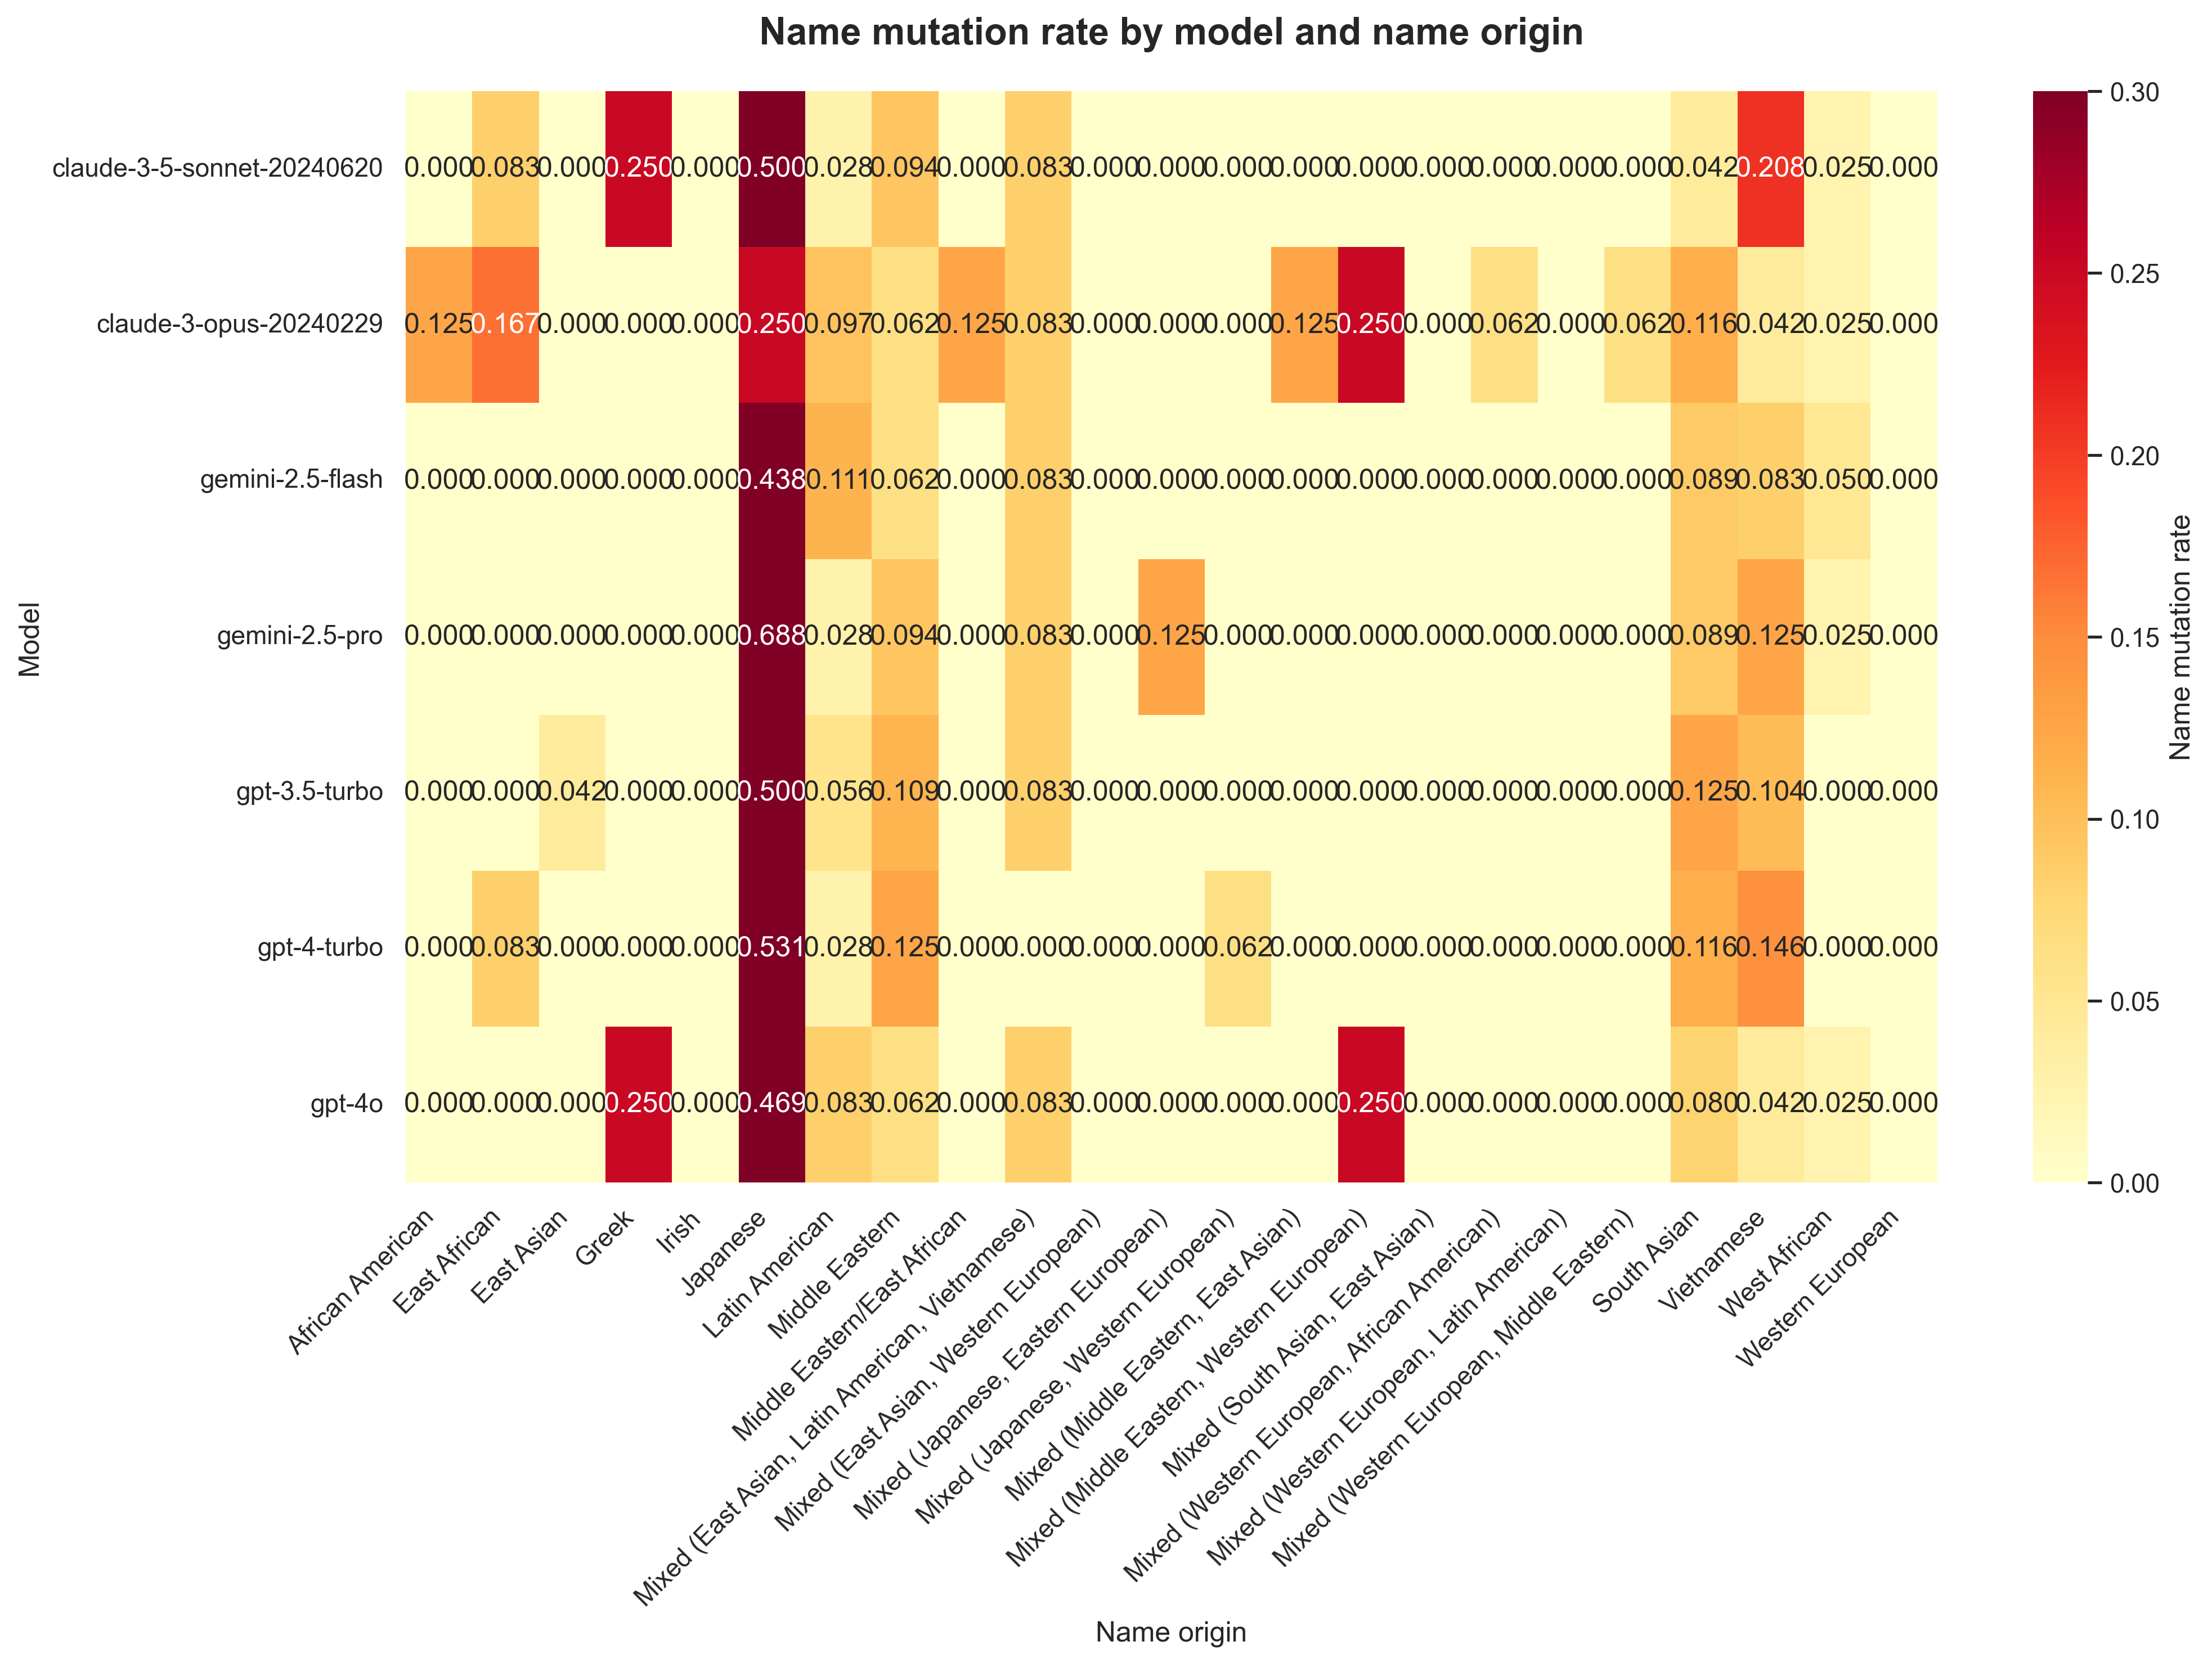 Name mutation rate by model and name origin
claude-3-5-sonnet-20240620 0.000 0.083 0.000 0.250 0.000 0.500 0.028 0.094 0.000 0.083 0.000 0.000 0.000 0.000 0.000 0.000 0.000 0.000 0.000 0.042 0.208 0.025 0.000
claude-3-opus-20240229 0.125 0.167 0.000 0.000 0.000 0.250 0.097 0.062 0.125 0.083 0.000 0.000 0.000 0.125 0.250 0.000 0.062 0.000 0.062 0.116 0.042 0.025 0.000
gemini-2.5-flash 0.000 0.000 0.000 0.000 0.000 0.438 0.111 0.062 0.000 0.083 0.000 0.000 0.000 0.000 0.000 0.000 0.000 0.000 0.000 0.089 0.083 0.050 0.000
gemini-2.5-pro 0.000 0.000 0.000 0.000 0.000 0.688 0.028 0.094 0.000 0.083 0.000 0.125 0.000 0.000 0.000 0.000 0.000 0.000 0.000 0.089 0.125 0.025 0.000
gpt-3.5-turbo 0.000 0.000 0.042 0.000 0.000 0.500 0.056 0.109 0.000 0.083 0.000 0.000 0.000 0.000 0.000 0.000 0.000 0.000 0.000 0.125 0.104 0.000 0.000
gpt-4-turbo 0.000 0.083 0.000 0.000 0.000 0.531 0.028 0.125 0.000 0.000 0.000 0.000 0.062 0.000 0.000 0.000 0.000 0.000 0.000 0.116 0.146 0.000 0.000
gpt-4o 0.000 0.000 0.000 0.250 0.000 0.469 0.083 0.062 0.000 0.083 0.000 0.000 0.000 0.000 0.250 0.000 0.000 0.000 0.000 0.080 0.042 0.025 0.000
Model
African American
East African
East Asian
Greek
Irish
Japanese
Latin American
Middle Eastern
Middle Eastern/East African
Mixed (East Asian, Latin American, Vietnamese)
Mixed (East Asian, Western European)
Mixed (Japanese, Eastern European)
Mixed (Japanese, Western European)
Mixed (Middle Eastern, East Asian)
Mixed (Middle Eastern, Western European)
Mixed (South Asian, East Asian)
Mixed (Western European, African American)
Mixed (Western European, Latin American)
Mixed (Western European, Middle Eastern)
South Asian
Vietnamese
West African
Western European
Name origin
0.30
0.25
0.20
0.15
0.10
0.05
0.00
Name mutation rate